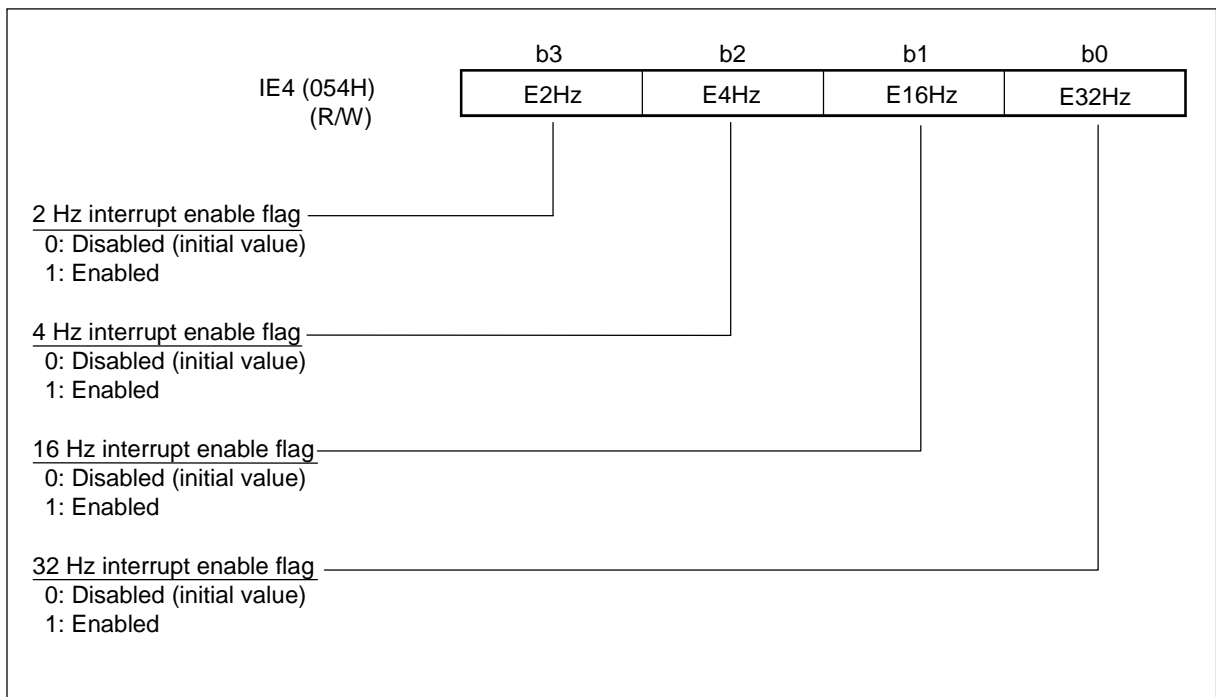 b3 b2 b1 b0
IE4 (054H) E2Hz E4Hz E16Hz E32Hz
(R/W)
2 Hz interrupt enable flag
0: Disabled (initial value)
1: Enabled
4 Hz interrupt enable flag
0: Disabled (initial value)
1: Enabled
16 Hz interrupt enable flag
0: Disabled (initial value)
1: Enabled
32 Hz interrupt enable flag
0: Disabled (initial value)
1: Enabled